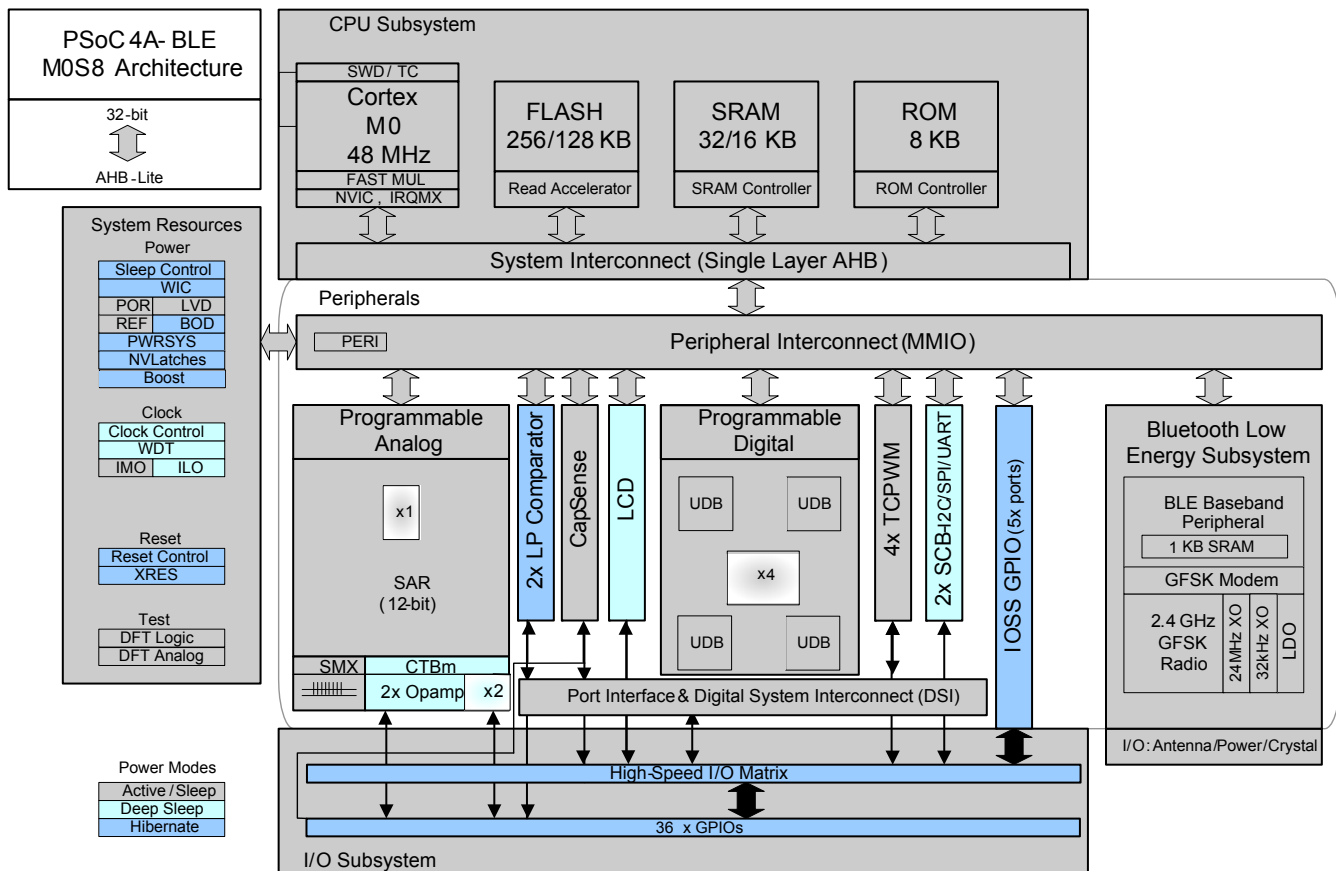 PSoC 4A- BLE
M0S8 Architecture
32-bit
AHB-Lite
CPU Subsystem
SWD / TC
Cortex
M0
48 MHz
FAST MUL
NVIC , IRQMX
FLASH
256/128 KB
Read Accelerator
SRAM
32/16 KB
SRAM Controller
ROM
8 KB
ROM Controller
System Interconnect (Single Layer AHB)
System Resources
Power
Sleep Control
WIC
POR LVD
REF BOD
PWRSYS
NVLatches
Boost
Clock
Clock Control
WDT
IMO ILO
Reset
Reset Control
XRES
Test
DFT Logic
DFT Analog
Peripherals
PERI
Peripheral Interconnect (MMIO)
Programmable
Analog
x1
SAR
(12-bit)
SMX
CTBm
2x Opamp
x2
2x LP Comparator
CapSense
LCD
Programmable
Digital
UDB
UDB
x4
UDB
UDB
4x TCPWM
2x SCB-I2C/SPI/UART
IOSS GPIO (5x ports)
Port Interface & Digital System Interconnect (DSI)
Bluetooth Low
Energy Subsystem
BLE Baseband
Peripheral
1 KB SRAM
GFSK Modem
2.4 GHz
GFSK
Radio
24MHz XO
32kHz XO
LDO
I/O: Antenna/Power/Crystal
Power Modes
Active / Sleep
Deep Sleep
Hibernate
High-Speed I/O Matrix
36 x GPIOs
I/O Subsystem